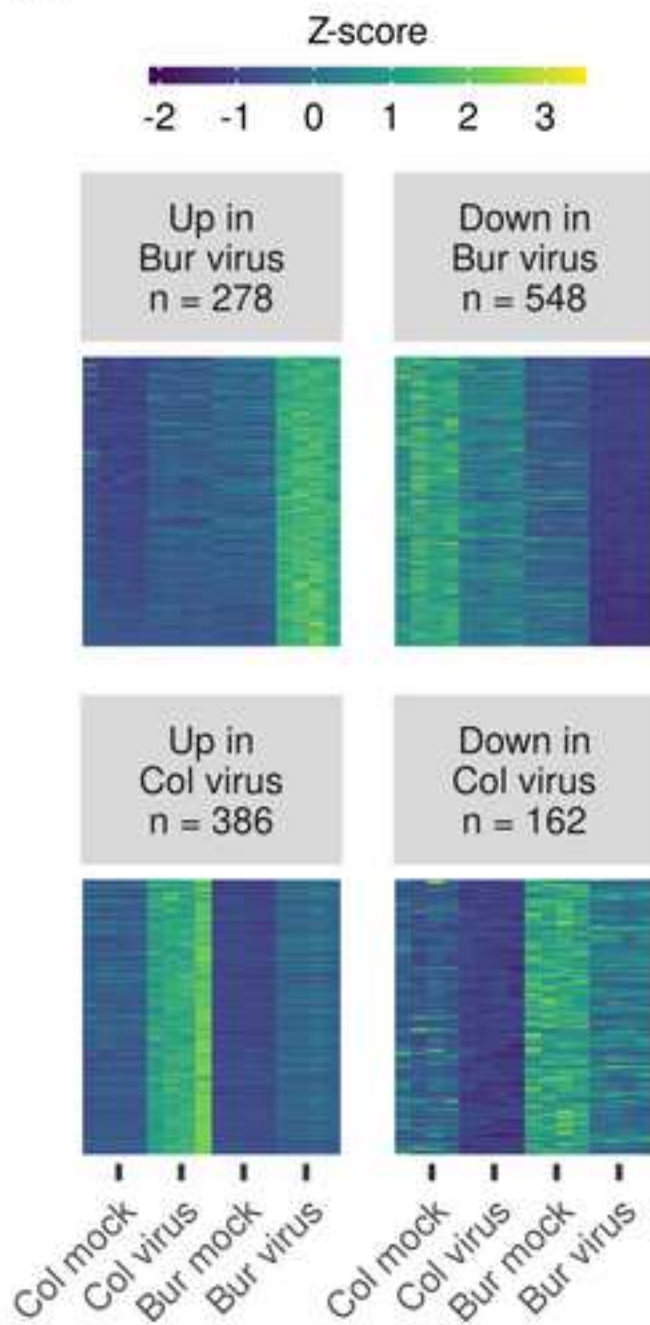 Z-score
-2 -1 0 1 2 3
Up in
Bur virus
n = 278
Down in
Bur virus
n = 548
Up in
Col virus
n = 386
Down in
Col virus
n = 162
Col mock
Col virus
Bur mock
Bur virus
Col mock
Col virus
Bur mock
Bur virus